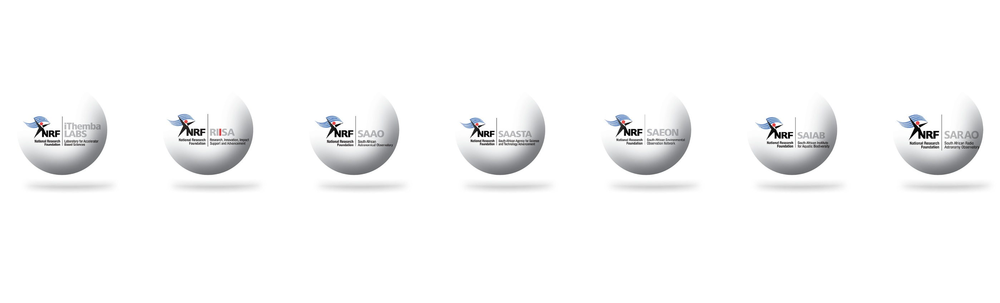 iThemba
LABS
NRF
National Research
Foundation
Laboratory for Accelerator
Based Sciences
NRF
RIISA
National Research
Foundation
Research, Innovation, Impact
Support and Advancement
NRF
SAAO
National Research
Foundation
South African
Astronomical Observatory
NRF
SAASTA
National Research
Foundation
South African Agency for Science
and Technology Advancement
NRF
SAEON
National Research
Foundation
South African Environmental
Observation Network
NRF
SAIAB
National Research
Foundation
South African Institute
for Aquatic Biodiversity
NRF
SARAO
National Research
Foundation
South African Radio
Astronomy Observatory